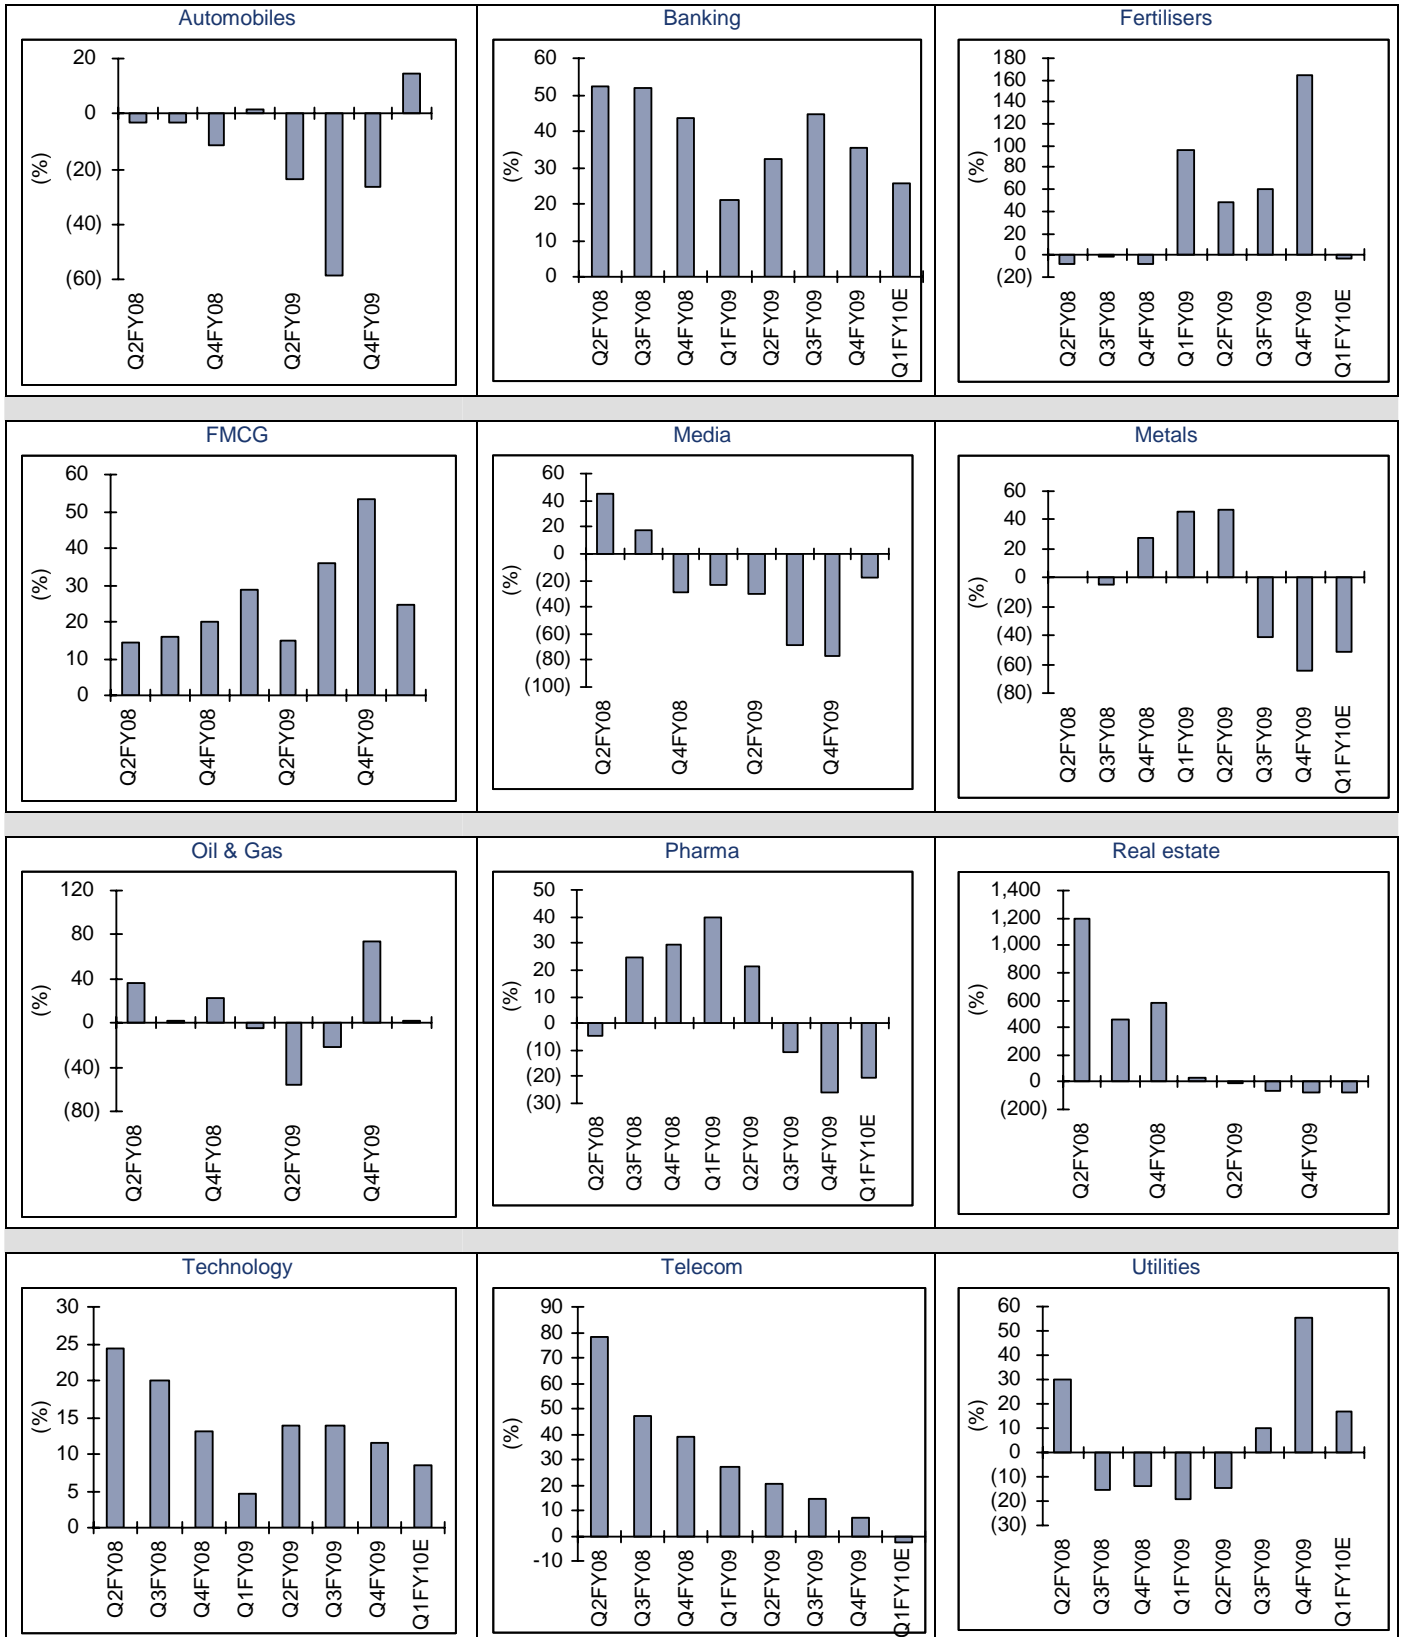 Automobiles
20
0
(20)
(40)
(60)
(%)
Q2FY08
Q4FY08
Q2FY09
Q4FY09
Banking
60
50
40
30
20
10
0
(%)
Q2FY08
Q3FY08
Q4FY08
Q1FY09
Q2FY09
Q3FY09
Q4FY09
Q1FY10E
Fertilisers
180
160
140
120
100
80
60
40
20
0
(20)
(%)
Q2FY08
Q3FY08
Q4FY08
Q1FY09
Q2FY09
Q3FY09
Q4FY09
Q1FY10E
FMCG
60
50
40
30
20
10
0
(%)
Q2FY08
Q4FY08
Q2FY09
Q4FY09
Media
60
40
20
0
(20)
(40)
(60)
(80)
(100)
(%)
Q2FY08
Q4FY08
Q2FY09
Q4FY09
Metals
60
40
20
0
(20)
(40)
(60)
(80)
(%)
Q2FY08
Q3FY08
Q4FY08
Q1FY09
Q2FY09
Q3FY09
Q4FY09
Q1FY10E
Oil & Gas
120
80
40
0
(40)
(80)
(%)
Q2FY08
Q4FY08
Q2FY09
Q4FY09
Pharma
50
40
30
20
10
0
(10)
(20)
(30)
(%)
Q2FY08
Q3FY08
Q4FY08
Q1FY09
Q2FY09
Q3FY09
Q4FY09
Q1FY10E
Real estate
1,400
1,200
1,000
800
600
400
200
0
(200)
(%)
Q2FY08
Q4FY08
Q2FY09
Q4FY09
Technology
30
25
20
15
10
5
0
(%)
Q2FY08
Q3FY08
Q4FY08
Q1FY09
Q2FY09
Q3FY09
Q4FY09
Q1FY10E
Telecom
90
80
70
60
50
40
30
20
10
0
-10
(%)
Q2FY08
Q3FY08
Q4FY08
Q1FY09
Q2FY09
Q3FY09
Q4FY09
Q1FY10E
Utilities
60
50
40
30
20
10
0
(10)
(20)
(30)
(%)
Q2FY08
Q3FY08
Q4FY08
Q1FY09
Q2FY09
Q3FY09
Q4FY09
Q1FY10E